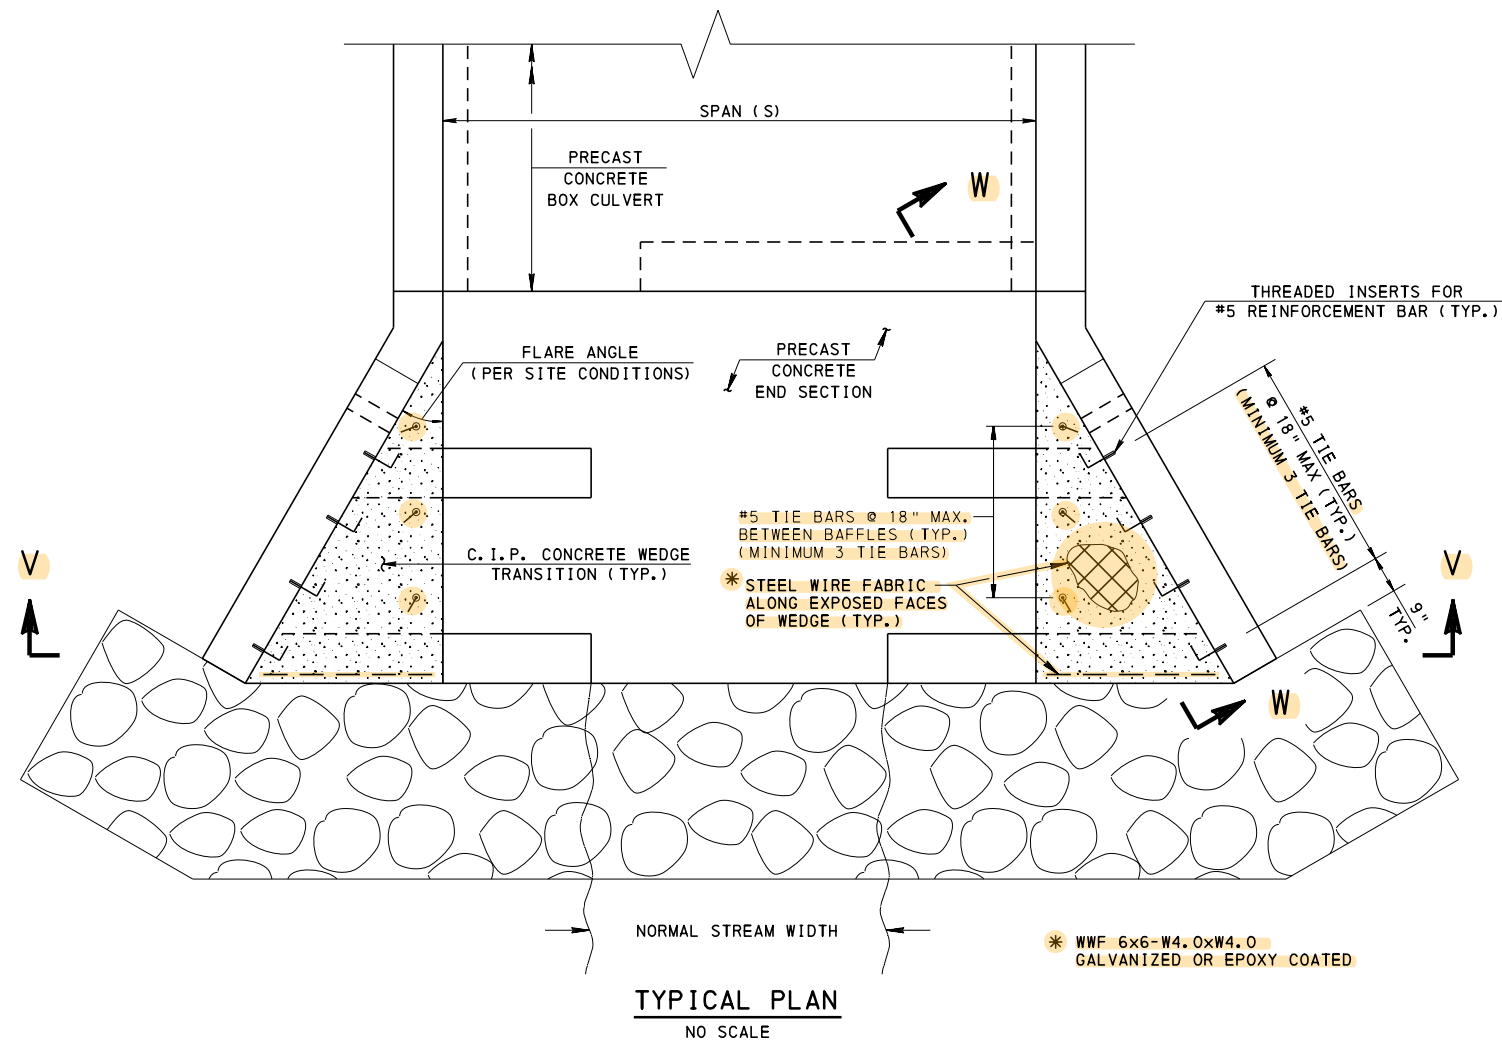 SPAN (S)
PRECAST
CONCRETE
BOX CULVERT
W
THREADED INSERTS FOR
#5 REINFORCEMENT BAR (TYP.)
FLARE ANGLE
(PER SITE CONDITIONS)
PRECAST
CONCRETE
END SECTION
#5 TIE BARS
@ 18" MAX (TYP.)
(MINIMUM 3 TIE BARS)
#5 TIE BARS @ 18" MAX.
BETWEEN BAFFLES (TYP.)
(MINIMUM 3 TIE BARS)
C.I.P. CONCRETE WEDGE
TRANSITION (TYP.)
V
V
* STEEL WIRE FABRIC
ALONG EXPOSED FACES
OF WEDGE (TYP.)
9"
TYP.
W
NORMAL STREAM WIDTH
* WWF 6x6-W4.0xW4.0
GALVANIZED OR EPOXY COATED
TYPICAL PLAN
NO SCALE